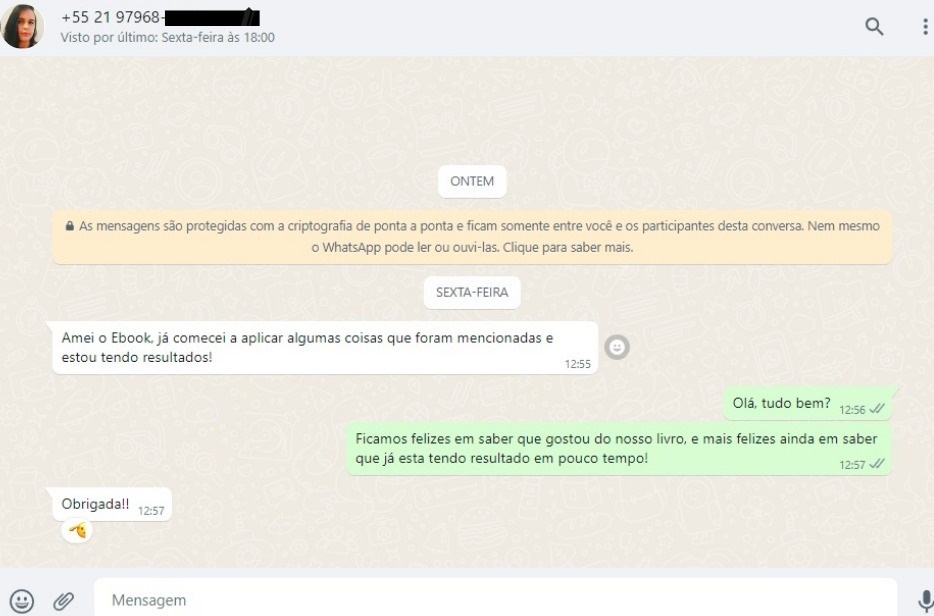 +55 21 97968-
Visto por último: Sexta-feira às 18:00
ONTEM
As mensagens são protegidas com a criptografia de ponta a ponta e ficam somente entre você e os participantes desta conversa. Nem mesmo
o WhatsApp pode ler ou ouvi-las. Clique para saber mais.
SEXTA-FEIRA
Amei o Ebook, já comecei a aplicar algumas coisas que foram mencionadas e
estou tendo resultados!
12:55
Olá, tudo bem? 12:56
Ficamos felizes em saber que gostou do nosso livro, e mais felizes ainda em saber
que já esta tendo resultado em pouco tempo!
12:57
Obrigada!! 12:57
Mensagem